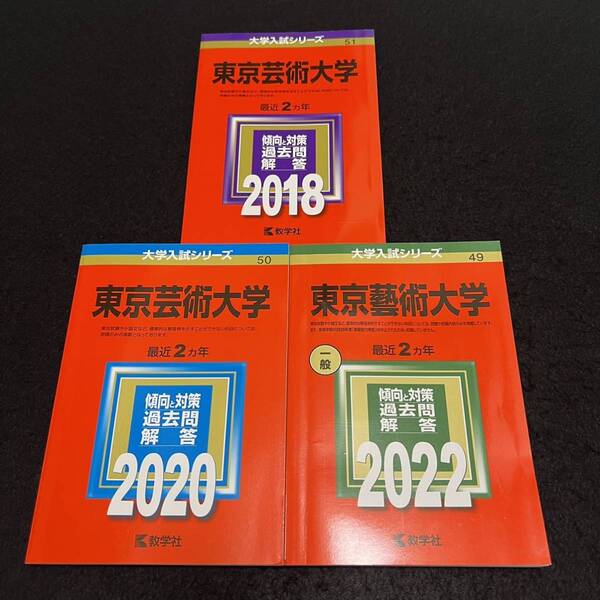 大学入試シリーズ
51
東京芸術大学
最近2ヵ年
傾向と対策
過去問
解答
2018
教学社
大学入試シリーズ
50
東京芸術大学
最近2ヵ年
傾向と対策
過去問
解答
2020
教学社
大学入試シリーズ
49
東京藝術大学
一般
最近2ヵ年
傾向と対策
過去問
解答
2022
教学社